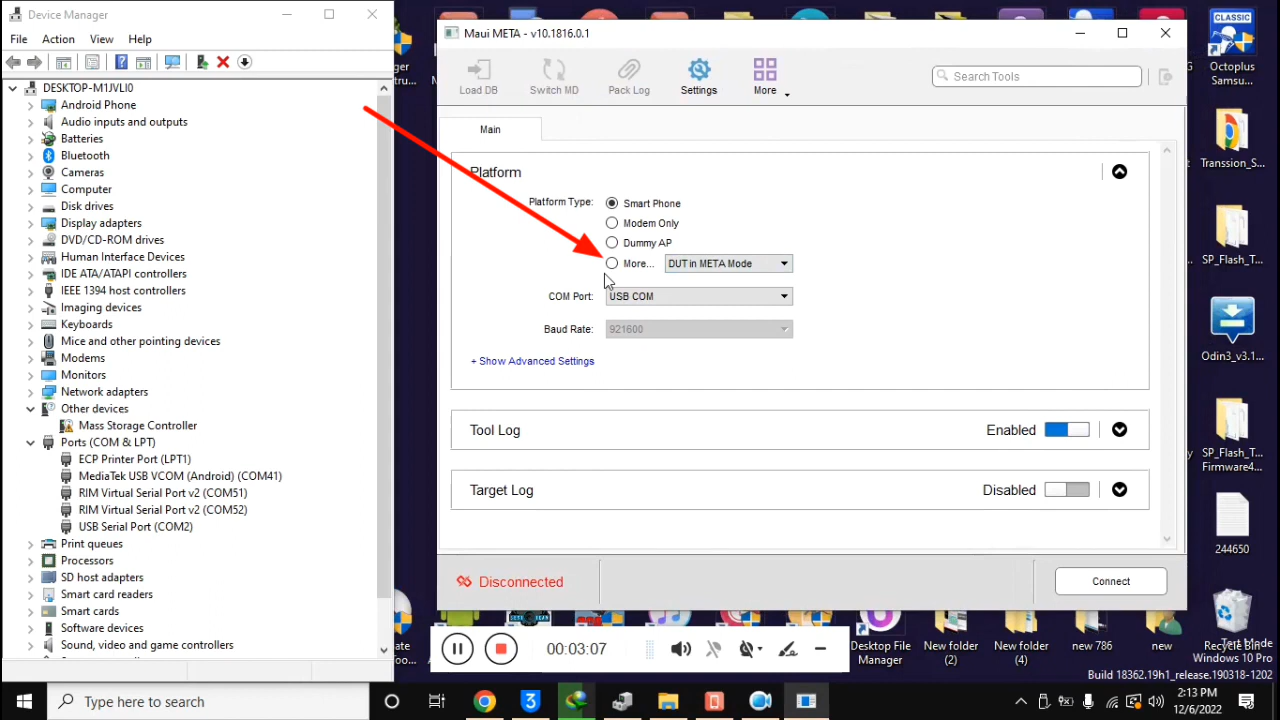 Device Manager
File Action View Help
DESKTOP-M1JVLI0
Android Phone
Audio inputs and outputs
Batteries
Bluetooth
Cameras
Computer
Disk drives
Display adapters
DVD/CD-ROM drives
Human Interface Devices
IDE ATA/ATAPI controllers
IEEE 1394 host controllers
Imaging devices
Keyboards
Mice and other pointing devices
Modems
Monitors
Network adapters
Other devices
Mass Storage Controller
Ports (COM & LPT)
ECP Printer Port (LPT1)
MediaTek USB VCOM (Android) (COM41)
RIM Virtual Serial Port v2 (COM51)
RIM Virtual Serial Port v2 (COM52)
USB Serial Port (COM2)
Print queues
Processors
SD host adapters
Smart card readers
Smart cards
Software devices
Sound, video and game controllers
Maui META - v10.1816.0.1
Load DB Switch MD Pack Log Settings More
Search Tools
Main
Platform
Platform Type: Smart Phone
Modem Only
Dummy AP
More... DUT in META Mode
COM Port: USB COM
Baud Rate: 921600
+ Show Advanced Settings
Tool Log Enabled
Target Log Disabled
Disconnected
Connect
CLASSIC
Octoplus
Samsu...
Transsion_S...
SP_Flash_T...
Odin3_v3.1...
SP_Flash_T...
Firmware4...
244650
Recycle Bin
00:03:07
Desktop File
Manager
New folder
(2)
New folder
(4)
new 786
new
Test Mode
Windows 10 Pro
Build 18362.19h1_release.190318-1202
Type here to search
2:13 PM
12/6/2022